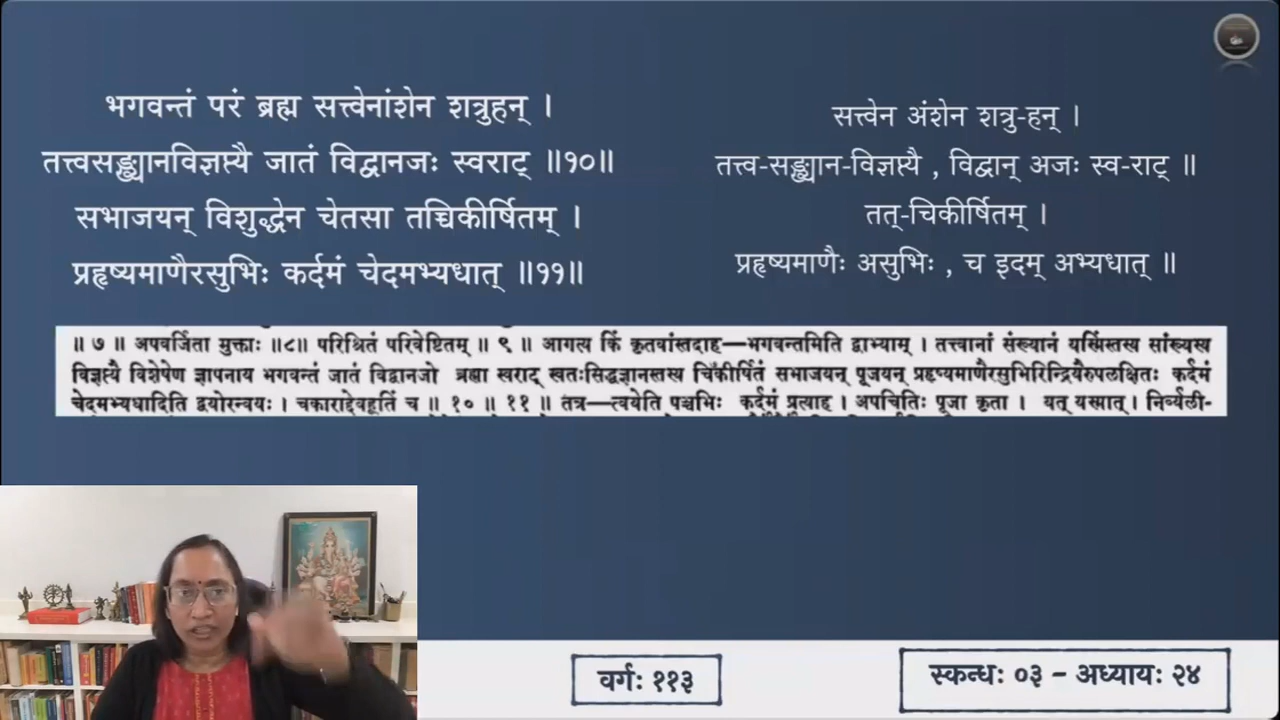 भगवन्तं परं ब्रह्म सत्त्वेनांशेन शत्रुहन् ।
तत्त्वसङ्ख्यानविज्ञप्त्यै जातं विद्वानजः स्वराट् ॥१०॥
सभाजयन् विशुद्धेन चेतसा तच्चिकीर्षितम् ।
प्रहृष्यमाणैरसुभिः कर्दमं चेदमभ्यधात् ॥११॥
सत्त्वेन अंशेन शत्रु-हन् ।
तत्त्व-सङ्ख्यान-विज्ञप्त्यै , विद्वान् अजः स्व-राट् ॥
तत्-चिकीर्षितम् ।
प्रहृष्यमाणैः असुभिः , च इदम् अभ्यधात् ॥
॥ ७ ॥ अपवर्जिता मुक्ताः ॥८॥ परिश्रितं परिवेष्टितम् ॥ ९ ॥ आगत्य किं कृतवांस्तदाह—भगवन्तमिति द्वाभ्याम् । तत्त्वानां संख्यानं यस्मिंस्तस्य सांख्यस्य
विज्ञप्त्यै विशेषेण ज्ञापनाय भगवन्तं जातं विद्वानजो ब्रह्मा स्वराट् स्वतःसिद्धज्ञानस्तस्य चिकीर्षितं सभाजयन् पूजयन् प्रहृष्यमाणैरसुभिरिन्द्रियैरुपलक्षितः कर्दमं
चेदमभ्यधादिति द्वयोरन्वयः । चकाराद्देवहूतिं च ॥ १० ॥ ११ ॥ तत्र—त्वयेति पञ्चभिः कर्दमं प्रत्याह । अपचितिः पूजा कृता । यत् यस्मात् । निर्व्यली-
वर्गः ११३
स्कन्धः ०३ - अध्यायः २४